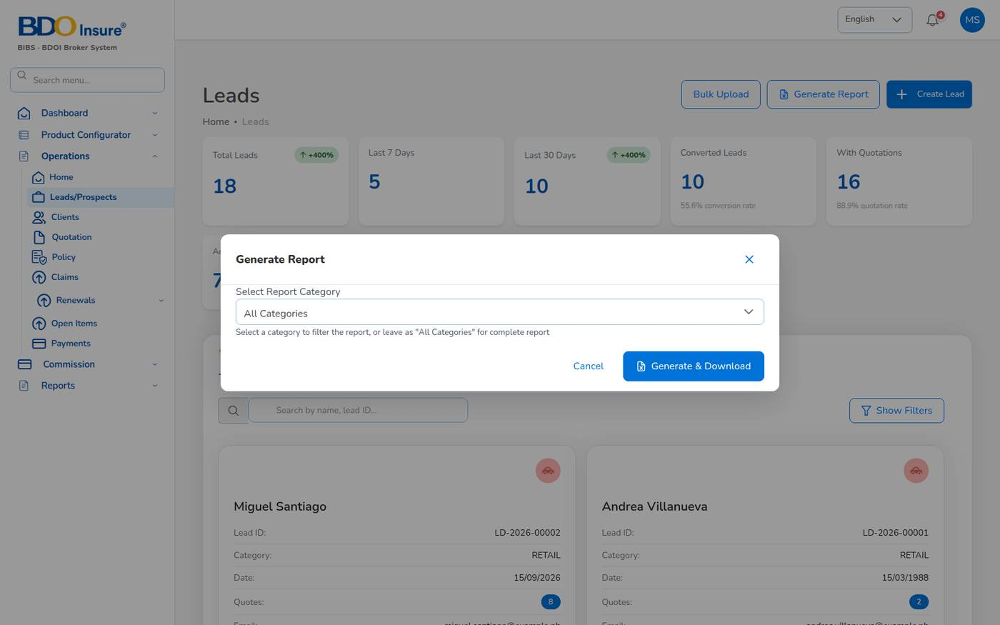 BDO Insure®
BIBS - BDOI Broker System
Search menu...
Dashboard
Product Configurator
Operations
Home
Leads/Prospects
Clients
Quotation
Policy
Claims
Renewals
Open Items
Payments
Commission
Reports
English
4
MS
Leads
Home • Leads
Bulk Upload
Generate Report
Create Lead
Total Leads
+400%
18
Last 7 Days
5
Last 30 Days
+400%
10
Converted Leads
10
55.6% conversion rate
With Quotations
16
88.9% quotation rate
Generate Report
Select Report Category
All Categories
Select a category to filter the report, or leave as "All Categories" for complete report
Cancel
Generate & Download
Search by name, lead ID...
Show Filters
Miguel Santiago
Lead ID: LD-2026-00002
Category: RETAIL
Date: 15/09/2026
Quotes: 8
Andrea Villanueva
Lead ID: LD-2026-00001
Category: RETAIL
Date: 15/03/1988
Quotes: 2